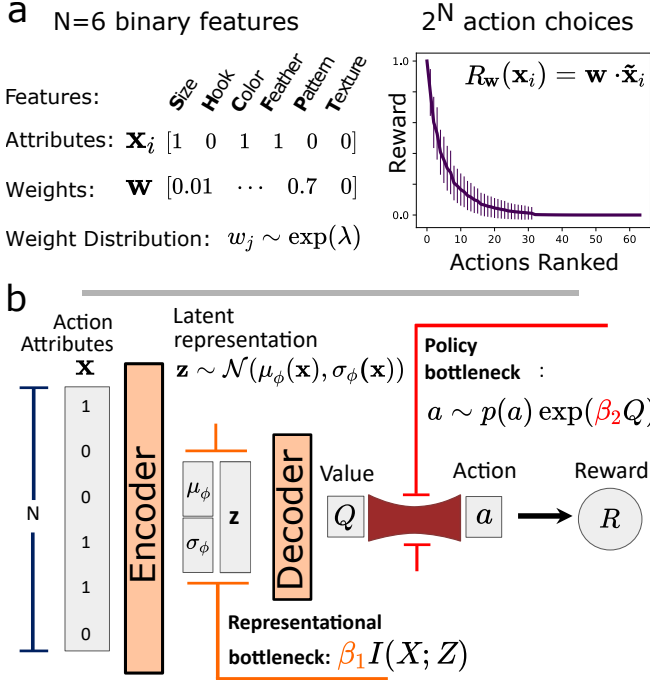 a
N=6 binary features
2^N action choices
Features:
Size
Hook
Color
Feather
Pattern
Texture
Attributes: x_i [1 0 1 1 0 0]
Weights: w [0.01 ⋯ 0.7 0]
Weight Distribution: w_j ∼ exp(λ)
R_w(x_i) = w · x̃_i
Reward
1.0
0.0
0 10 20 30 40 50 60
Actions Ranked
b
Action
Attributes
x
1
0
0
1
1
0
N
Encoder
Latent
representation
z ∼ N(μ_ϕ(x), σ_ϕ(x))
μ_ϕ
σ_ϕ
z
Decoder
Policy
bottleneck :
a ∼ p(a) exp(β_2Q)
Value
Q
Action
a
Reward
R
Representational
bottleneck: β_1I(X; Z)